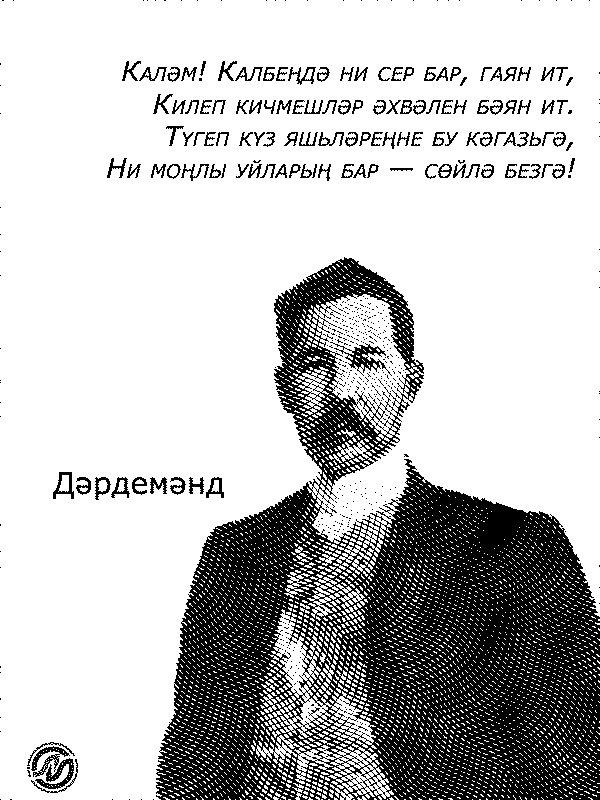 Каләм! Калбеңдә ни сер бар, гаян ит,
Килеп кичмешләр әхвәлен бәян ит.
Түгеп күз яшьләреңне бу кәгазьгә,
Ни моңлы уйларың бар — сөйлә безгә!
Дәрдемәнд